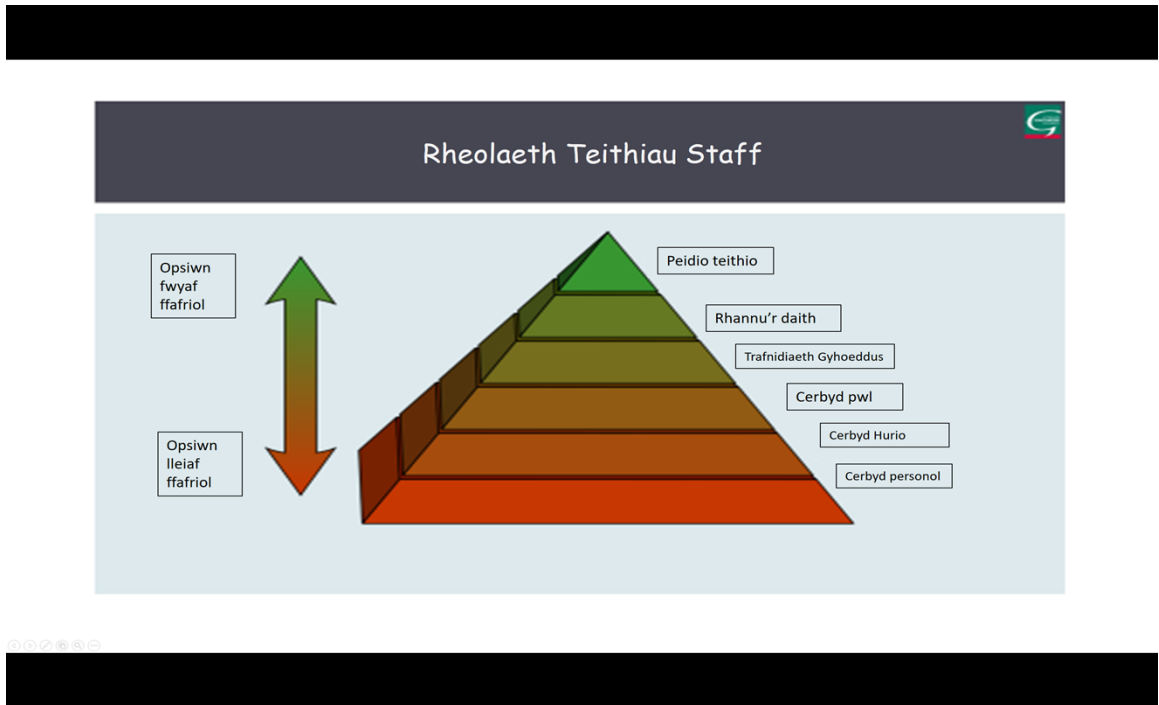 Rheolaeth Teithiau Staff
Opsiwn
fwyaf
ffafriol
Peidio teithio
Rhannu'r daith
Trafnidiaeth Gyhoeddus
Cerbyd pwl
Cerbyd Hurio
Opsiwn
lleiaf
ffafriol
Cerbyd personol